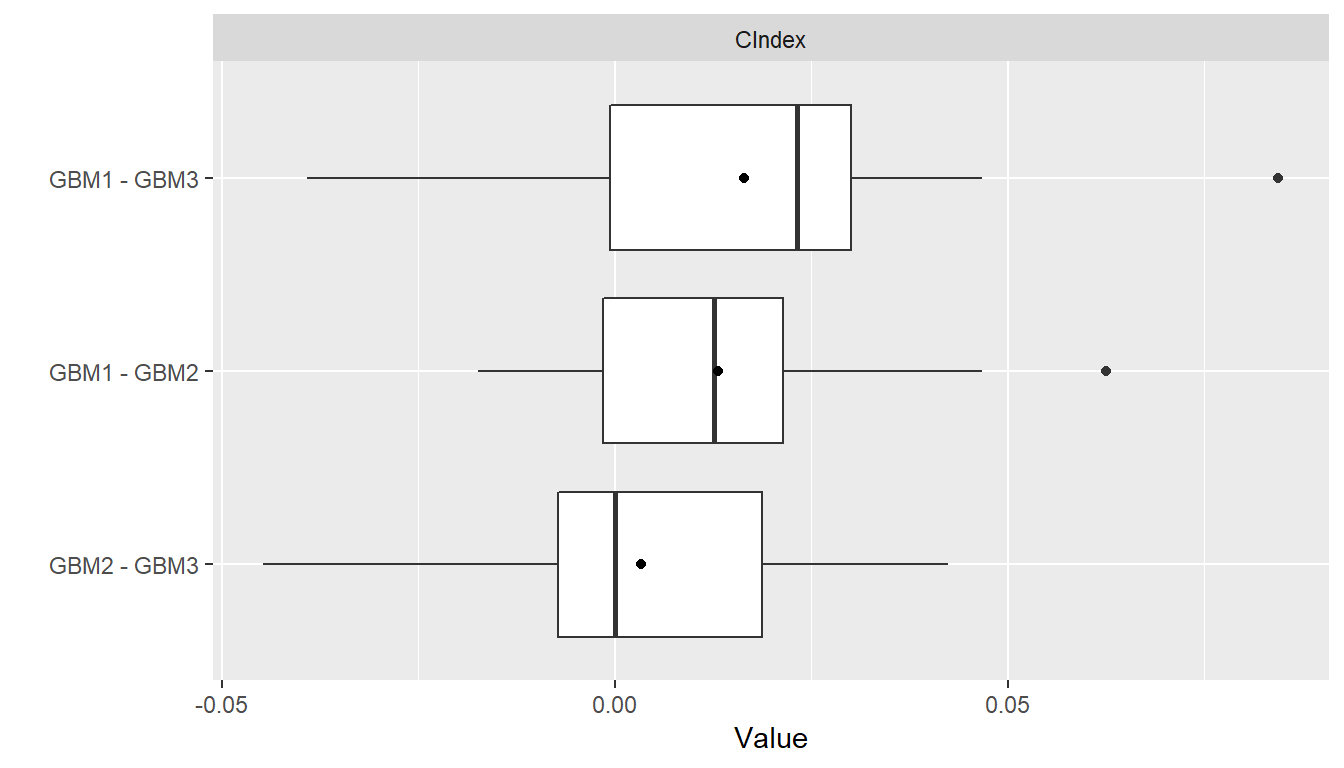 CIndex
GBM1 - GBM3
GBM1 - GBM2
GBM2 - GBM3
-0.05 0.00 0.05
Value